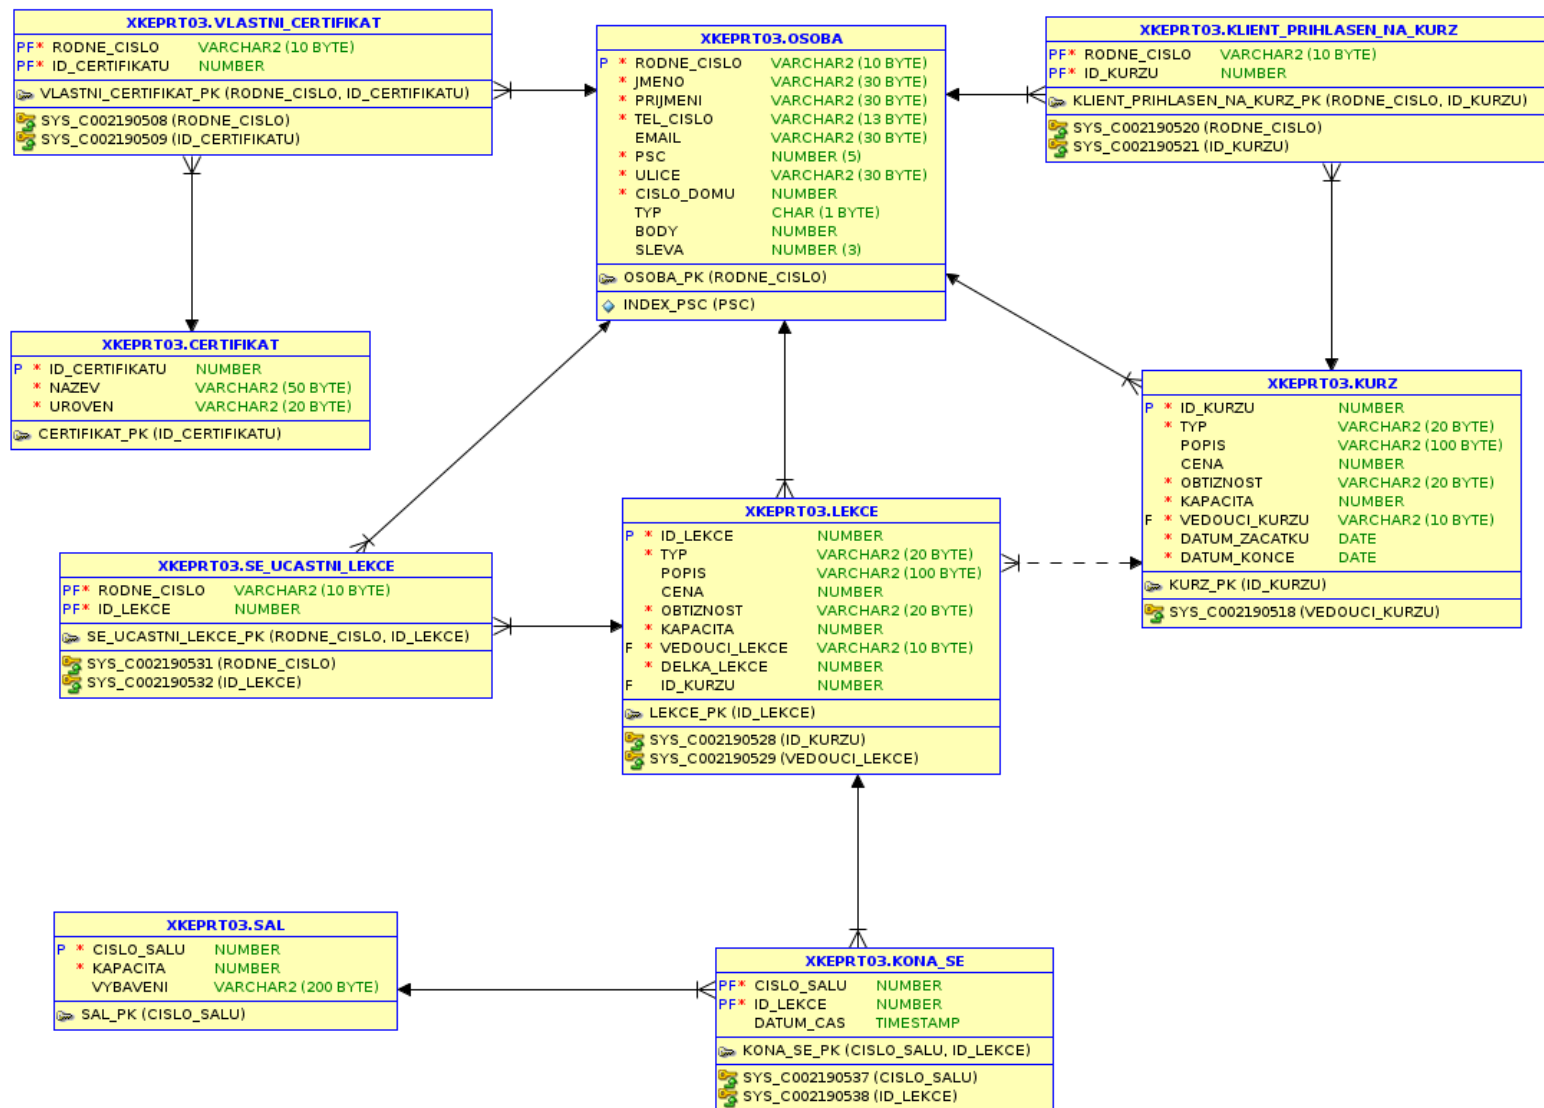 XKEPRT03.VLASTNI_CERTIFIKAT
PF* RODNE_CISLO VARCHAR2 (10 BYTE)
PF* ID_CERTIFIKATU NUMBER
VLASTNI_CERTIFIKAT_PK (RODNE_CISLO, ID_CERTIFIKATU)
SYS_C002190508 (RODNE_CISLO)
SYS_C002190509 (ID_CERTIFIKATU)
XKEPRT03.OSOBA
P * RODNE_CISLO VARCHAR2 (10 BYTE)
* JMENO VARCHAR2 (30 BYTE)
* PRIJMENI VARCHAR2 (30 BYTE)
* TEL_CISLO VARCHAR2 (13 BYTE)
EMAIL VARCHAR2 (30 BYTE)
* PSC NUMBER (5)
* ULICE VARCHAR2 (30 BYTE)
* CISLO_DOMU NUMBER
TYP CHAR (1 BYTE)
BODY NUMBER
SLEVA NUMBER (3)
OSOBA_PK (RODNE_CISLO)
INDEX_PSC (PSC)
XKEPRT03.KLIENT_PRIHLASEN_NA_KURZ
PF* RODNE_CISLO VARCHAR2 (10 BYTE)
PF* ID_KURZU NUMBER
KLIENT_PRIHLASEN_NA_KURZ_PK (RODNE_CISLO, ID_KURZU)
SYS_C002190520 (RODNE_CISLO)
SYS_C002190521 (ID_KURZU)
XKEPRT03.CERTIFIKAT
P * ID_CERTIFIKATU NUMBER
* NAZEV VARCHAR2 (50 BYTE)
* UROVEN VARCHAR2 (20 BYTE)
CERTIFIKAT_PK (ID_CERTIFIKATU)
XKEPRT03.KURZ
P * ID_KURZU NUMBER
* TYP VARCHAR2 (20 BYTE)
POPIS VARCHAR2 (100 BYTE)
CENA NUMBER
* OBTIZNOST VARCHAR2 (20 BYTE)
* KAPACITA NUMBER
F * VEDOUCI_KURZU VARCHAR2 (10 BYTE)
* DATUM_ZACATKU DATE
* DATUM_KONCE DATE
KURZ_PK (ID_KURZU)
SYS_C002190518 (VEDOUCI_KURZU)
XKEPRT03.LEKCE
P * ID_LEKCE NUMBER
* TYP VARCHAR2 (20 BYTE)
POPIS VARCHAR2 (100 BYTE)
CENA NUMBER
* OBTIZNOST VARCHAR2 (20 BYTE)
* KAPACITA NUMBER
F * VEDOUCI_LEKCE VARCHAR2 (10 BYTE)
* DELKA_LEKCE NUMBER
F ID_KURZU NUMBER
LEKCE_PK (ID_LEKCE)
SYS_C002190528 (ID_KURZU)
SYS_C002190529 (VEDOUCI_LEKCE)
XKEPRT03.SE_UCASTNI_LEKCE
PF* RODNE_CISLO VARCHAR2 (10 BYTE)
PF* ID_LEKCE NUMBER
SE_UCASTNI_LEKCE_PK (RODNE_CISLO, ID_LEKCE)
SYS_C002190531 (RODNE_CISLO)
SYS_C002190532 (ID_LEKCE)
XKEPRT03.SAL
P * CISLO_SALU NUMBER
* KAPACITA NUMBER
VYBAVENI VARCHAR2 (200 BYTE)
SAL_PK (CISLO_SALU)
XKEPRT03.KONA_SE
PF* CISLO_SALU NUMBER
PF* ID_LEKCE NUMBER
DATUM_CAS TIMESTAMP
KONA_SE_PK (CISLO_SALU, ID_LEKCE)
SYS_C002190537 (CISLO_SALU)
SYS_C002190538 (ID_LEKCE)